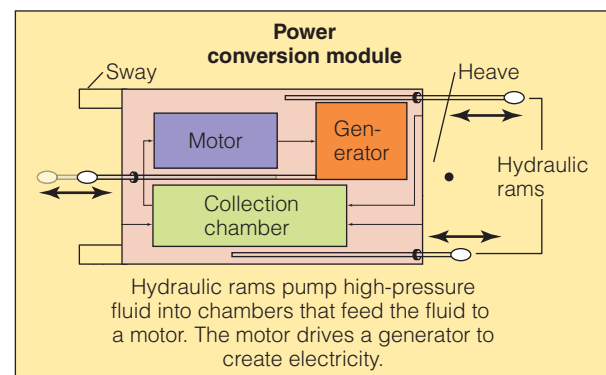 Power
conversion module
Sway
Heave
Motor
Gen-
erator
Hydraulic
rams
Collection
chamber
Hydraulic rams pump high-pressure
fluid into chambers that feed the fluid to
a motor. The motor drives a generator to
create electricity.